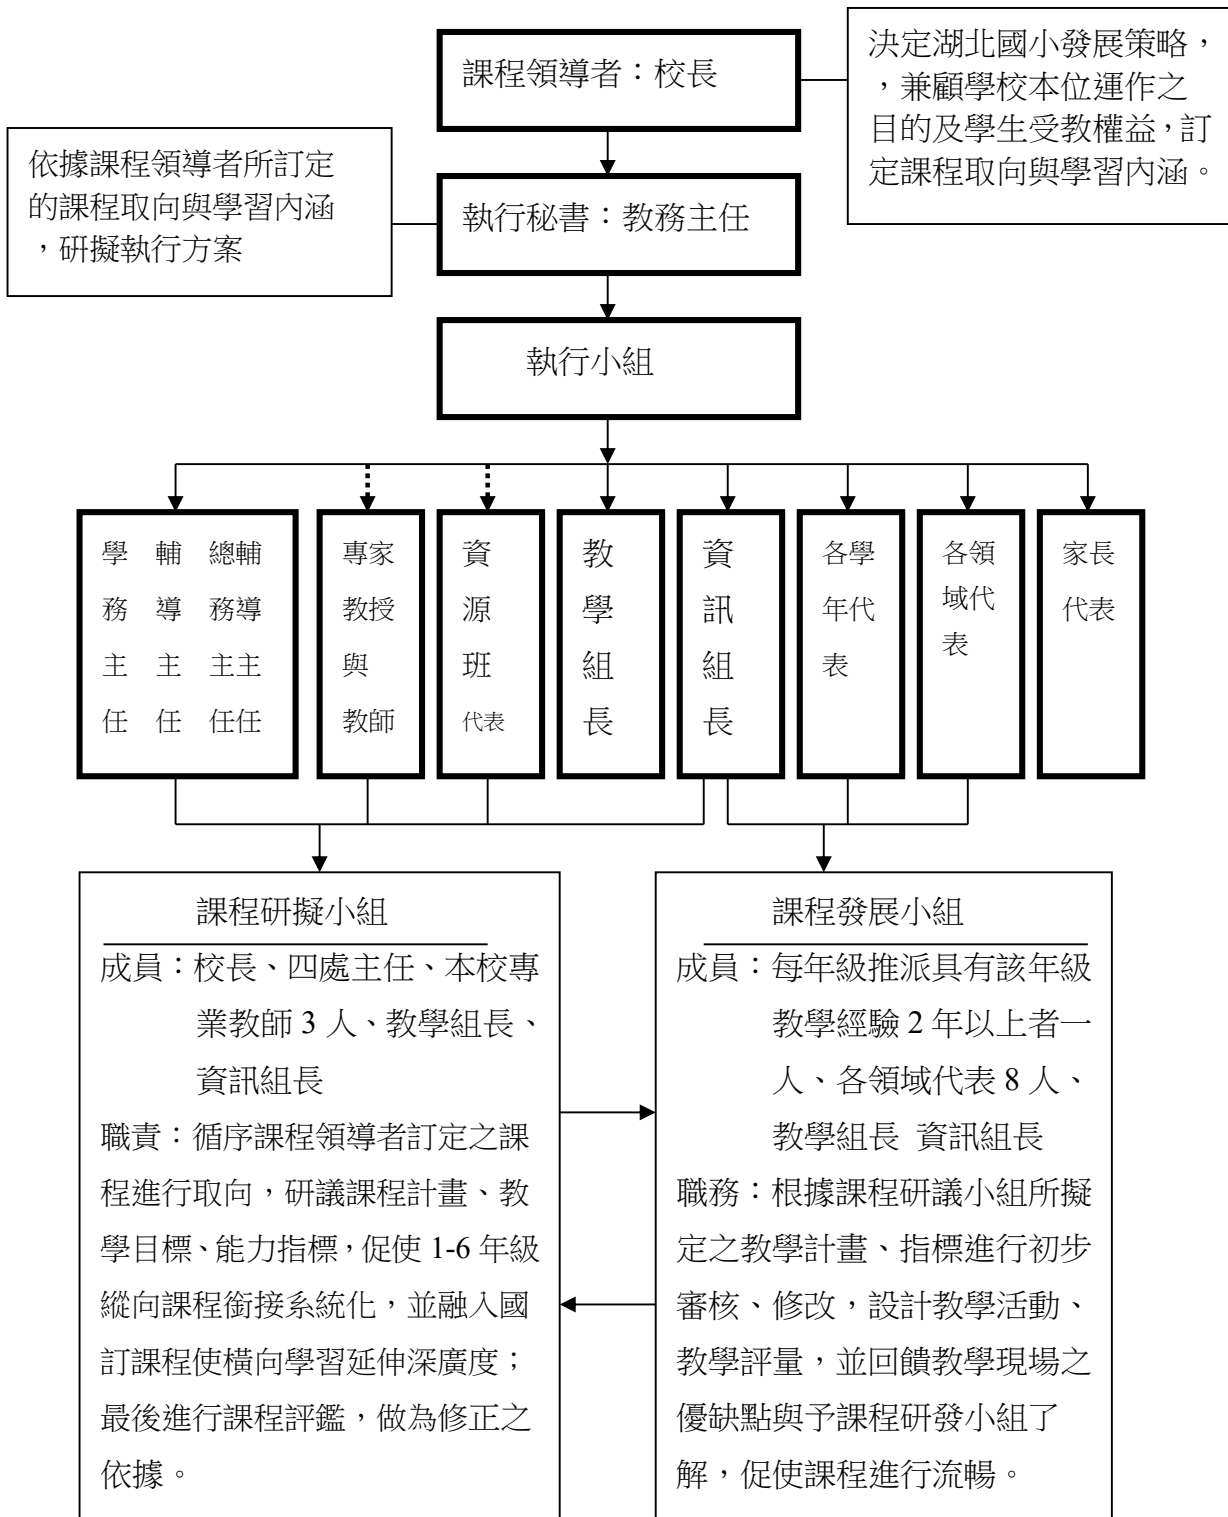 課程領導者：校長
決定湖北國小發展策略，
，兼顧學校本位運作之
目的及學生受教權益，訂
定課程取向與學習內涵。
依據課程領導者所訂定
的課程取向與學習內涵
，研擬執行方案
執行秘書：教務主任
執行小組
學務主任
輔導主任
總務主任
輔導主任
專家
教授
與
教師
資源班
代表
教學組長
資訊組長
各學
年代
表
各領
域代
表
家長
代表
課程研擬小組
成員：校長、四處主任、本校專
業教師 3 人、教學組長、
資訊組長
職責：循序課程領導者訂定之課
程進行取向，研議課程計畫、教
學目標、能力指標，促使 1-6 年級
縱向課程銜接系統化，並融入國
訂課程使橫向學習延伸深廣度；
最後進行課程評鑑，做為修正之
依據。
課程發展小組
成員：每年級推派具有該年級
教學經驗 2 年以上者一
人、各領域代表 8 人、
教學組長 資訊組長
職務：根據課程研議小組所擬
定之教學計畫、指標進行初步
審核、修改，設計教學活動、
教學評量，並回饋教學現場之
優缺點與予課程研發小組了
解，促使課程進行流暢。